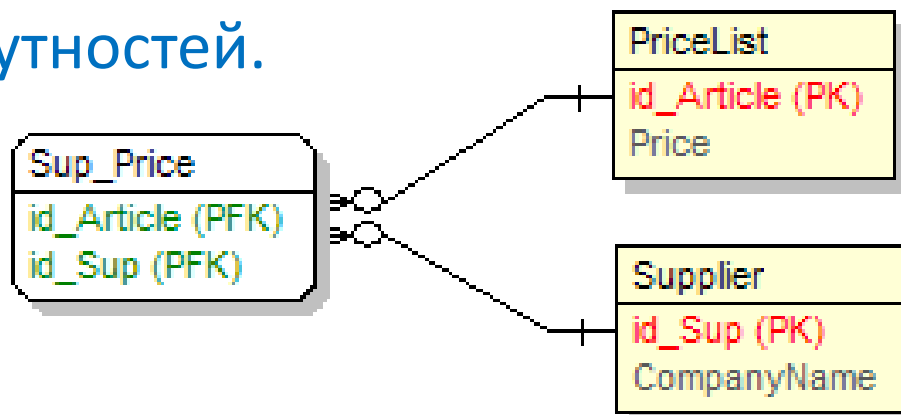 утностей.
Sup_Price
id_Article (PFK)
id_Sup (PFK)
PriceList
id_Article (PK)
Price
Supplier
id_Sup (PK)
CompanyName